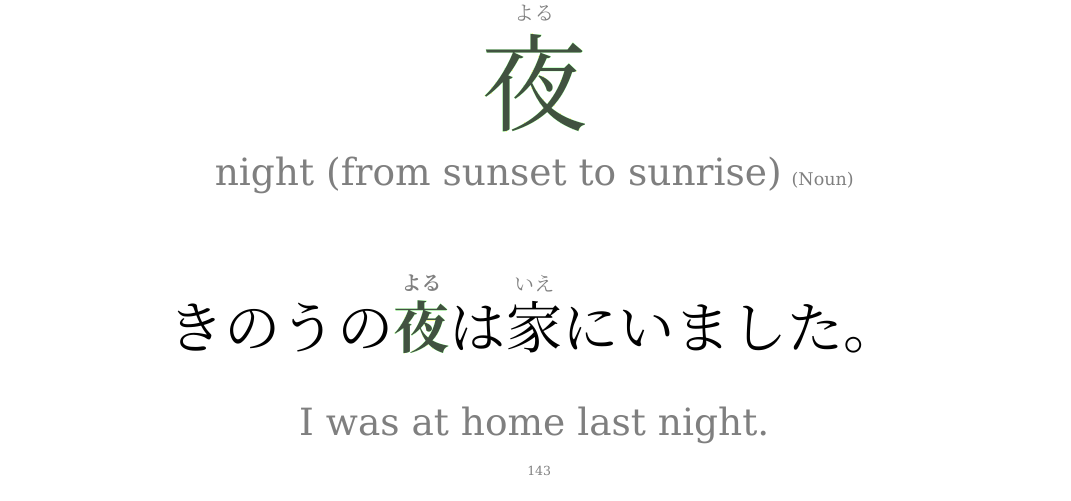 よる
夜
night (from sunset to sunrise) (Noun)
よる いえ
きのうの夜は家にいました。
I was at home last night.
143